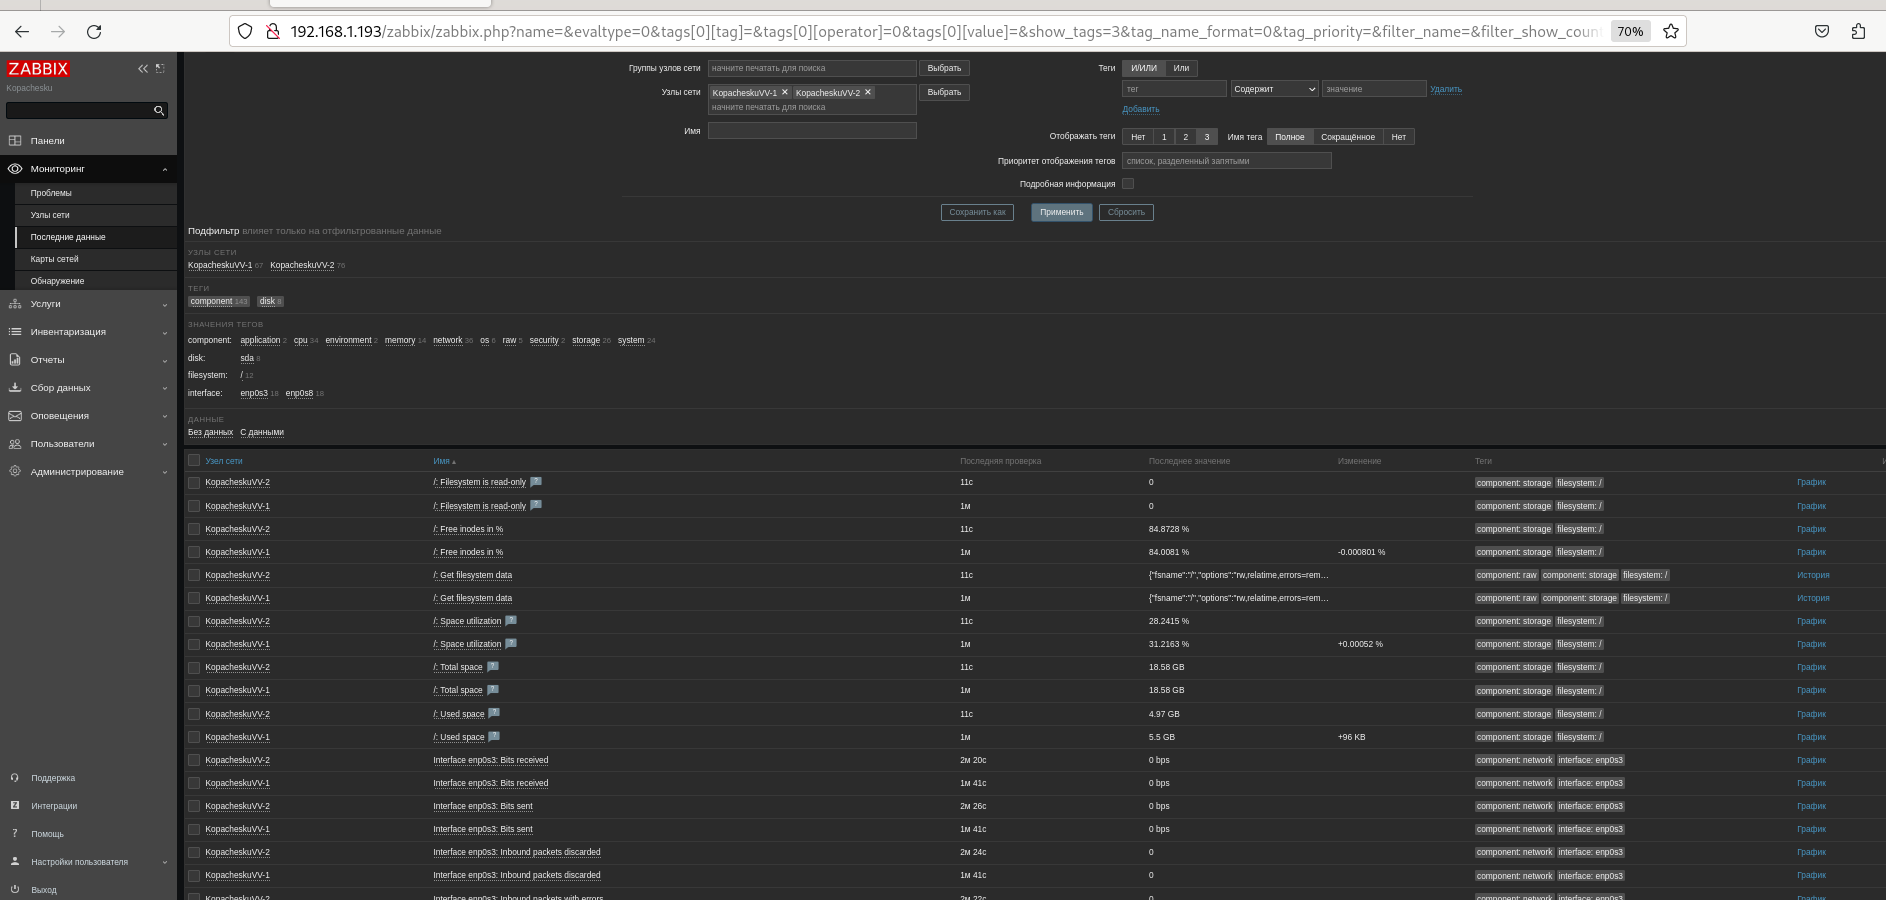 192.168.1.193/zabbix/zabbix.php?name=&evaltype=0&tags[0][tag]=&tags[0][operator]=0&tags[0][value]=&show_tags=3&tag_name_format=0&tag_priority=&filter_name=&filter_show_coun 70%
ZABBIX
Kopachesku
Панели
Мониторинг
Проблемы
Узлы сети
Последние данные
Карты сетей
Обнаружение
Услуги
Инвентаризация
Отчеты
Сбор данных
Оповещения
Пользователи
Администрирование
Поддержка
Интеграции
Помощь
Настройки пользователя
Выход
Группы узлов сети начните печатать для поиска Выбрать
Узлы сети KopacheskuVV-1 KopacheskuVV-2 Выбрать
начните печатать для поиска
Имя
Теги И/ИЛИ Или
тег Содержит значение Удалить
Добавить
Отображать теги Нет 1 2 3 Имя тега Полное Сокращённое Нет
Приоритет отображения тегов список, разделенный запятыми
Подробная информация
Сохранить как Применить Сбросить
Подфильтр влияет только на отфильтрованные данные
УЗЛЫ СЕТИ
KopacheskuVV-1 67 KopacheskuVV-2 76
ТЕГИ
component 143 disk 8
ЗНАЧЕНИЯ ТЕГОВ
component: application 2 cpu 34 environment 2 memory 14 network 36 os 6 raw 5 security 2 storage 26 system 24
disk: sda 8
filesystem: / 12
interface: enp0s3 18 enp0s8 18
ДАННЫЕ
Без данных С данными
Узел сети Имя ▲ Последняя проверка Последнее значение Изменение Теги
KopacheskuVV-2 /: Filesystem is read-only ? 11с 0 component: storage filesystem: / График
KopacheskuVV-1 /: Filesystem is read-only ? 1м 0 component: storage filesystem: / График
KopacheskuVV-2 /: Free inodes in % 11с 84.8728 % component: storage filesystem: / График
KopacheskuVV-1 /: Free inodes in % 1м 84.0081 % -0.000801 % component: storage filesystem: / График
KopacheskuVV-2 /: Get filesystem data 11с {"fsname":"/","options":"rw,relatime,errors=rem... component: raw component: storage filesystem: / История
KopacheskuVV-1 /: Get filesystem data 1м {"fsname":"/","options":"rw,relatime,errors=rem... component: raw component: storage filesystem: / История
KopacheskuVV-2 /: Space utilization ? 11с 28.2415 % component: storage filesystem: / График
KopacheskuVV-1 /: Space utilization ? 1м 31.2163 % +0.00052 % component: storage filesystem: / График
KopacheskuVV-2 /: Total space ? 11с 18.58 GB component: storage filesystem: / График
KopacheskuVV-1 /: Total space ? 1м 18.58 GB component: storage filesystem: / График
KopacheskuVV-2 /: Used space ? 11с 4.97 GB component: storage filesystem: / График
KopacheskuVV-1 /: Used space ? 1м 5.5 GB +96 KB component: storage filesystem: / График
KopacheskuVV-2 Interface enp0s3: Bits received 2м 20с 0 bps component: network interface: enp0s3 График
KopacheskuVV-1 Interface enp0s3: Bits received 1м 41с 0 bps component: network interface: enp0s3 График
KopacheskuVV-2 Interface enp0s3: Bits sent 2м 26с 0 bps component: network interface: enp0s3 График
KopacheskuVV-1 Interface enp0s3: Bits sent 1м 41с 0 bps component: network interface: enp0s3 График
KopacheskuVV-2 Interface enp0s3: Inbound packets discarded 2м 24с 0 component: network interface: enp0s3 График
KopacheskuVV-1 Interface enp0s3: Inbound packets discarded 1м 41с 0 component: network interface: enp0s3 График
KopacheskuVV-2 Interface enp0s3: Inbound packets with errors 2м 22с 0 component: network interface: enp0s3 График